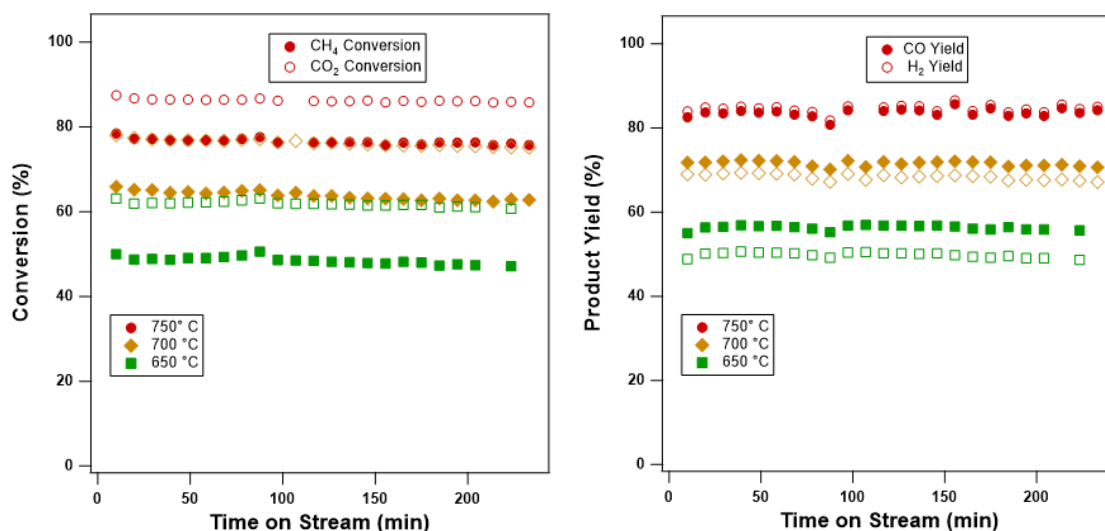 CH₄ Conversion
CO₂ Conversion
750° C
700 °C
650 °C
Conversion (%)
100
80
60
40
20
0
0
50
100
150
200
Time on Stream (min)
CO Yield
H₂ Yield
750° C
700 °C
650 °C
Product Yield (%)
100
80
60
40
20
0
0
50
100
150
200
Time on Stream (min)